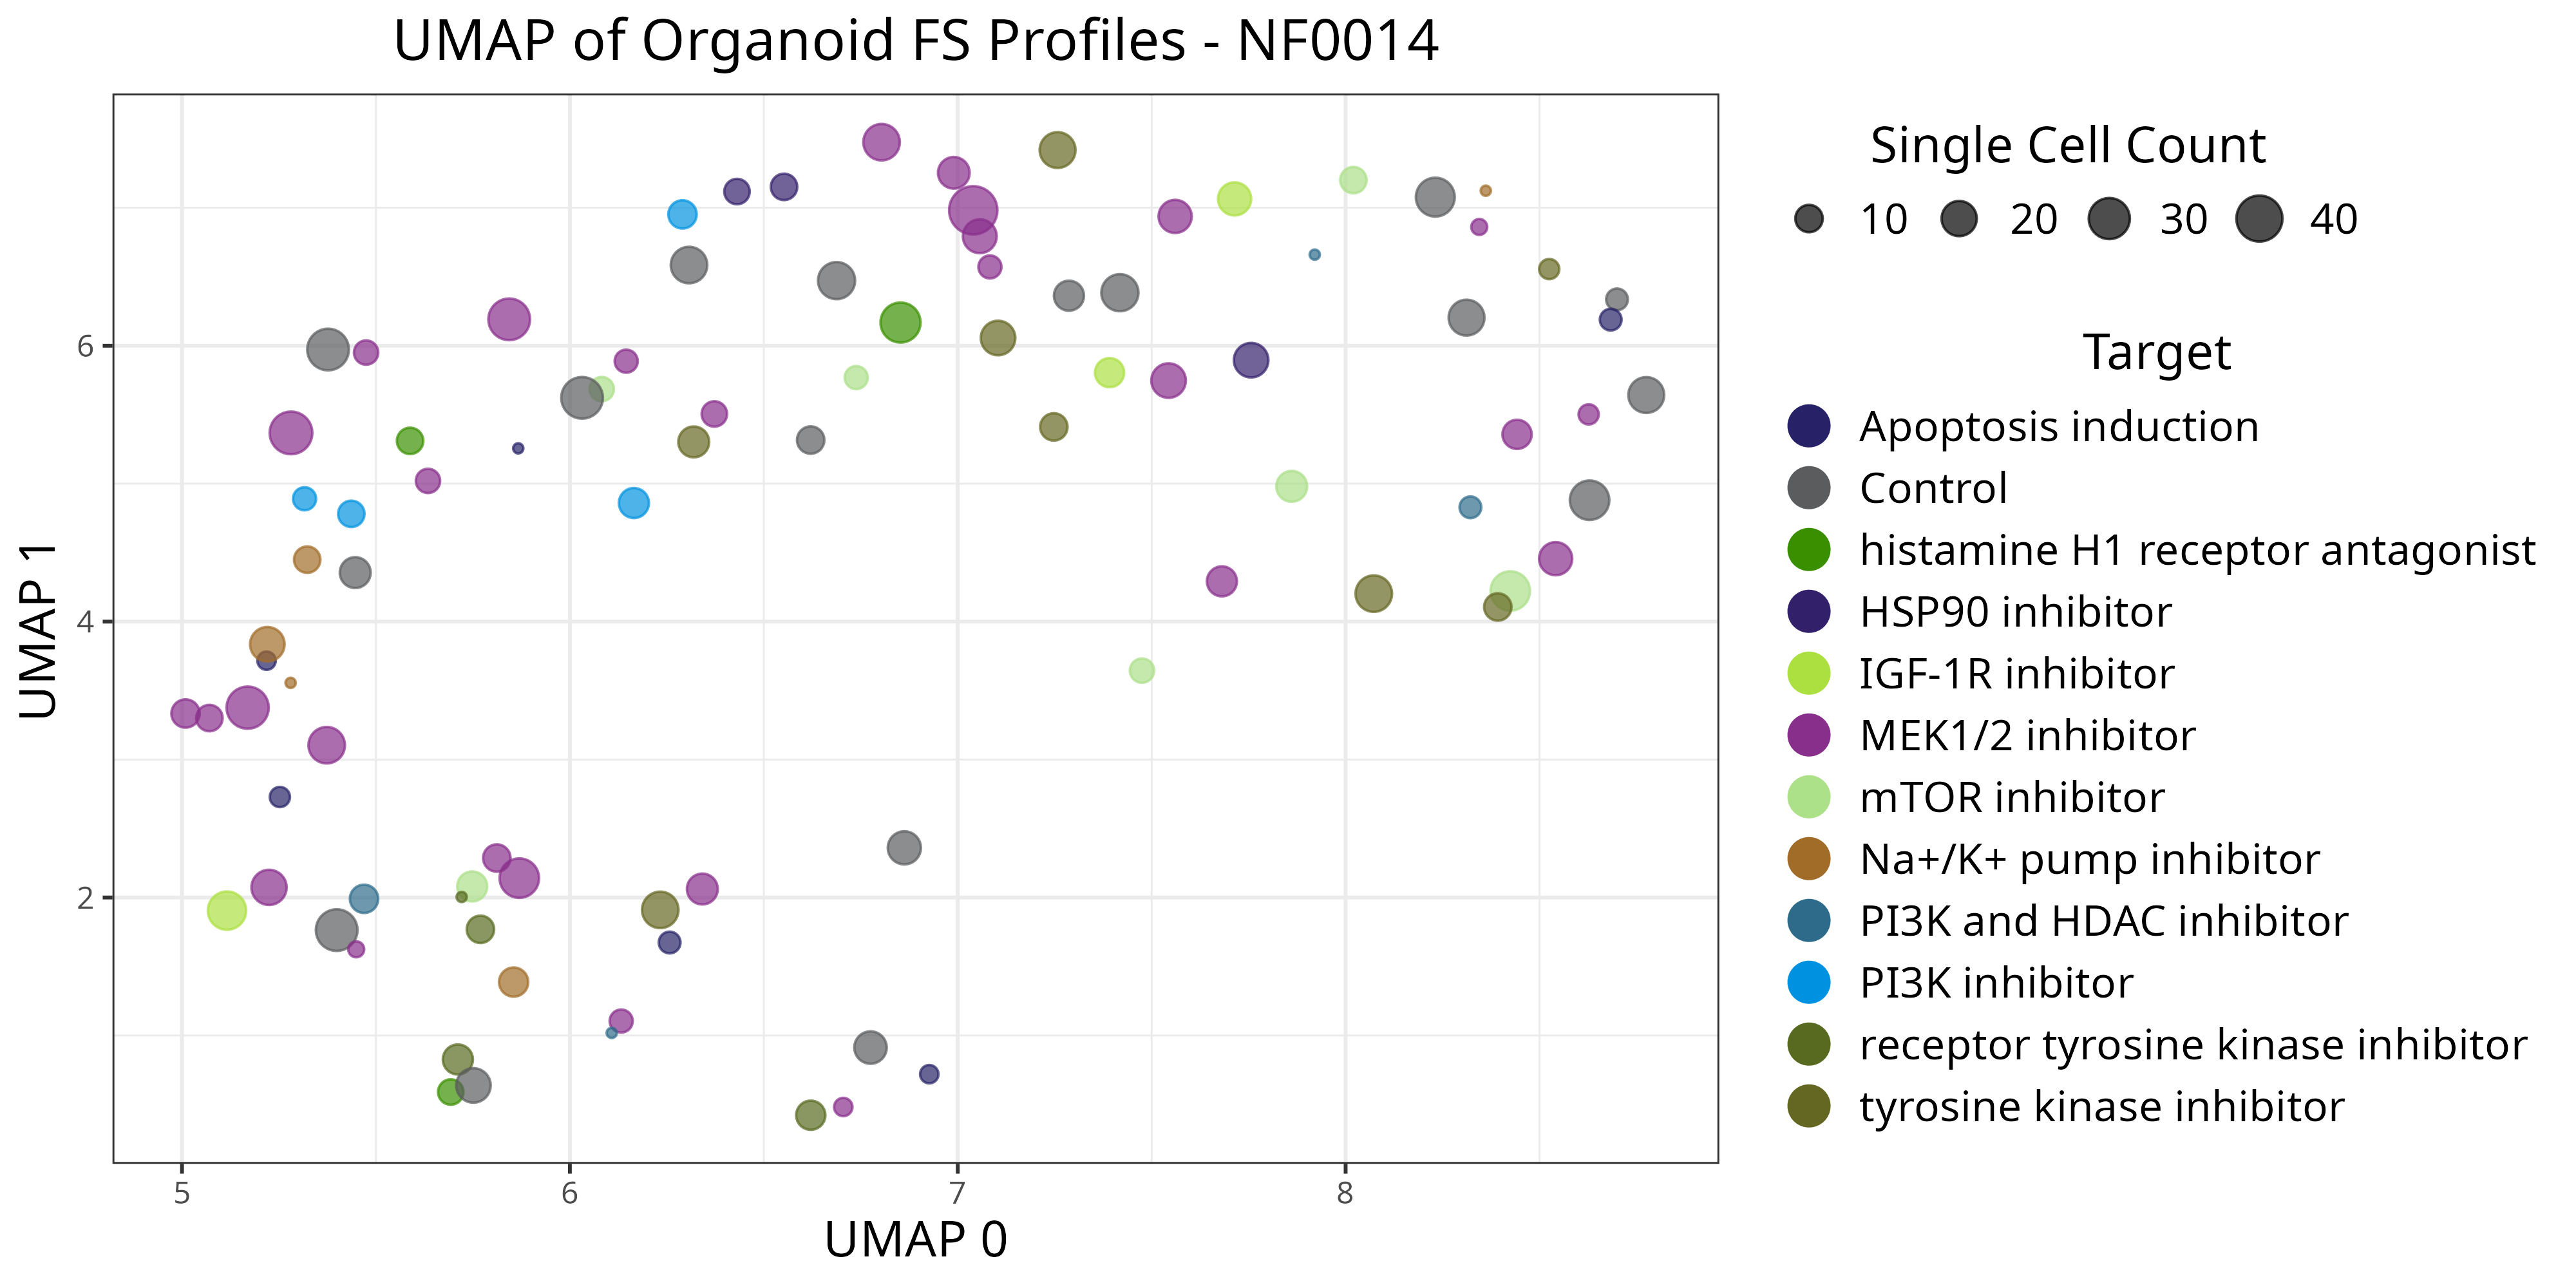 UMAP of Organoid FS Profiles - NF0014
UMAP 1
6
4
2
5
6
7
8
UMAP 0
Single Cell Count
10 20 30 40
Target
Apoptosis induction
Control
histamine H1 receptor antagonist
HSP90 inhibitor
IGF-1R inhibitor
MEK1/2 inhibitor
mTOR inhibitor
Na+/K+ pump inhibitor
PI3K and HDAC inhibitor
PI3K inhibitor
receptor tyrosine kinase inhibitor
tyrosine kinase inhibitor